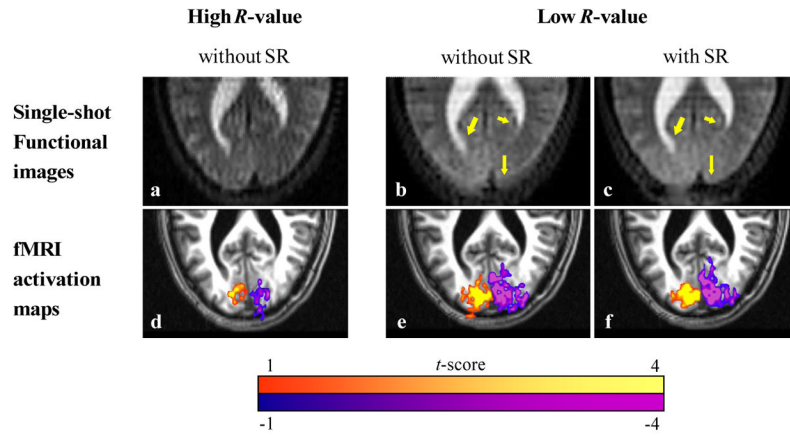 High R-value Low R-value
without SR without SR with SR
Single-shot
Functional
images
a b c
fMRI
activation
maps
d e f
1 t-score 4
-1 -4